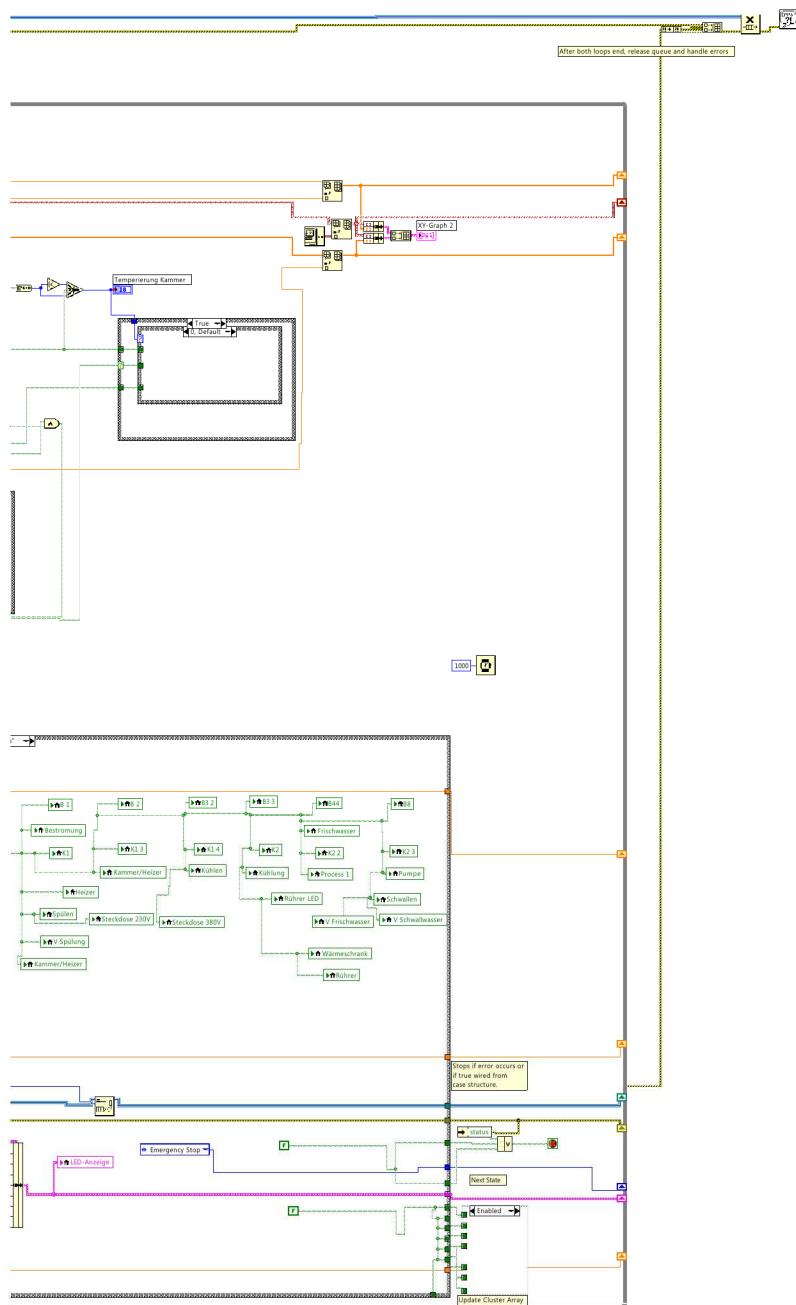 After both loops end, release queue and handle errors
XY-Graph 2
Temperierung Kammer
True
0, Default
1000
B 1
B 2
B3 2
B3 3
B44
B8
Bestromung
Frischwasser
K1
K1 3
K1 4
K2
K2 3
Kammer/Heizer
Kühlen
Kühlung
Process 1
Pumpe
Heizer
Rührer LED
Schwallen
Spülen
Steckdose 230V
Steckdose 380V
V Frischwasser
V Schwallwasser
V Spülung
Wärmeschrank
Kammer/Heizer
Rührer
Stops if error occurs or
if true wired from
case structure.
status
Emergency Stop
F
LED-Anzeige
Next State
F
Enabled
Update Cluster Array